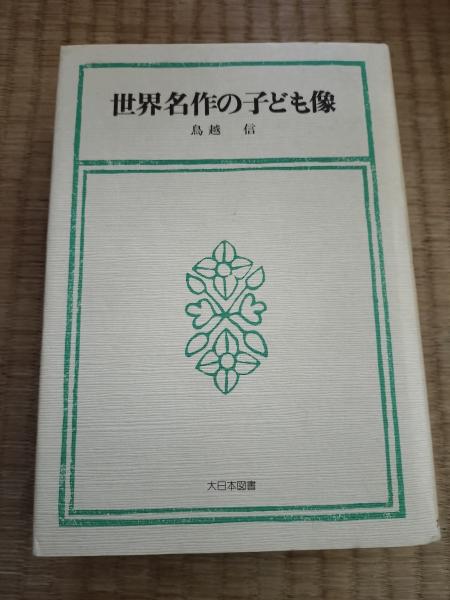 世界名作の子ども像
鳥越 信
大日本図書